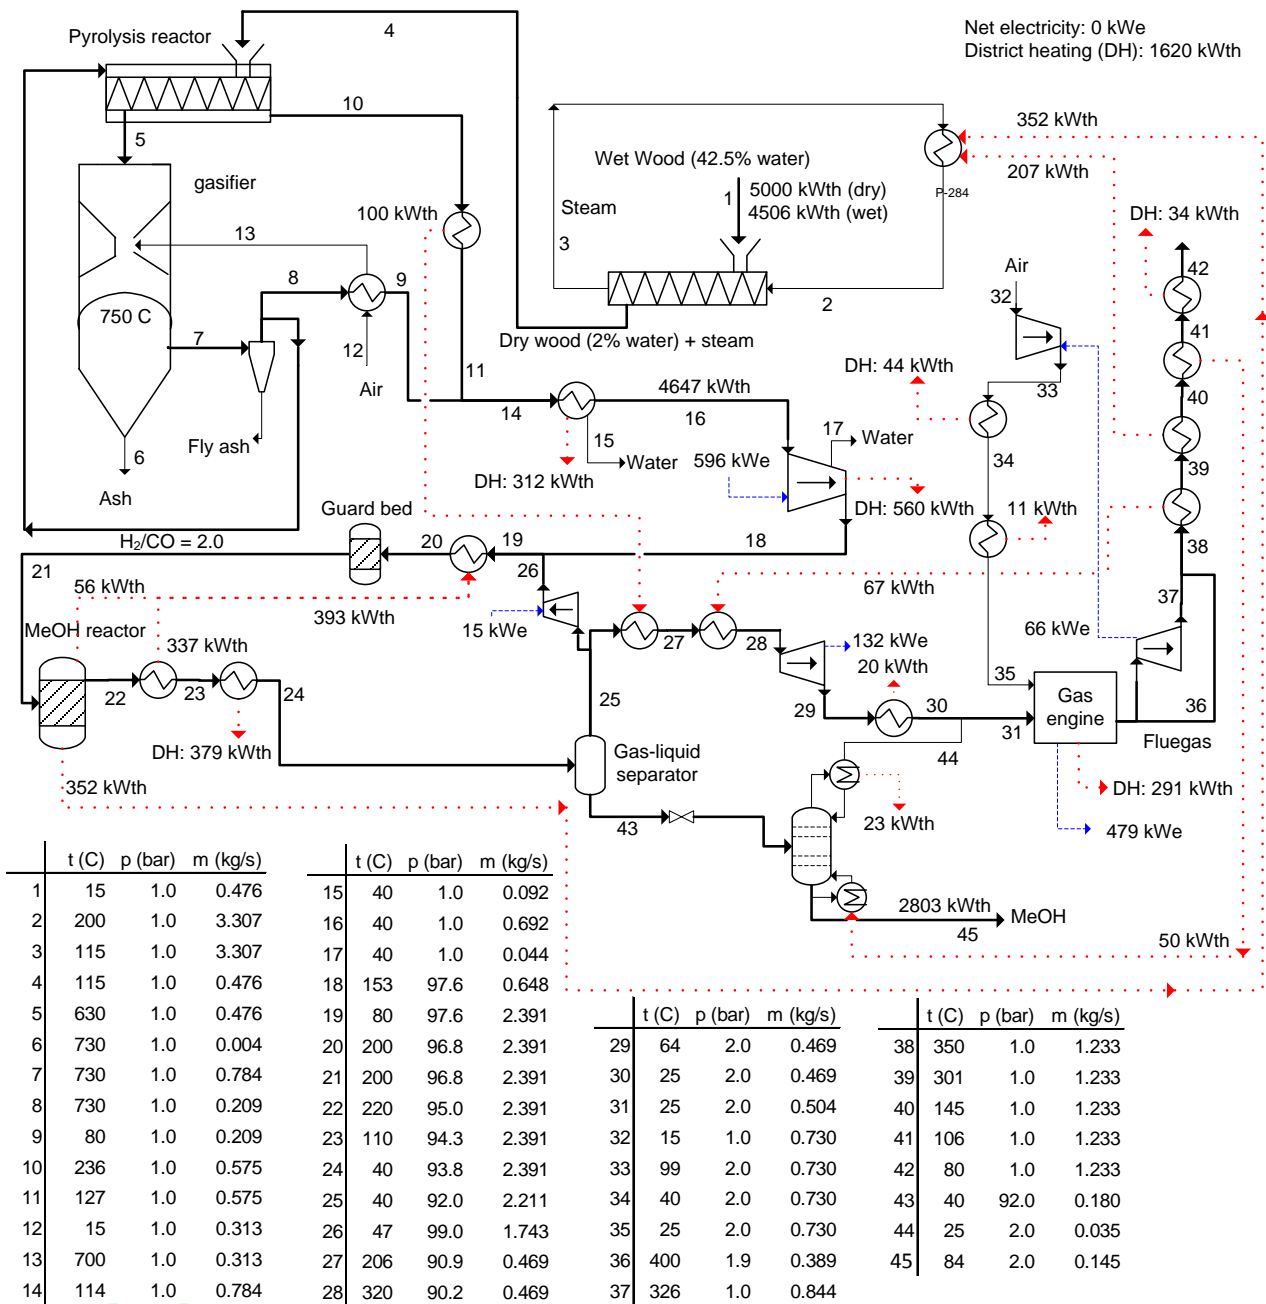 Net electricity: 0 kWe
District heating (DH): 1620 kWth
4
Pyrolysis reactor
10
5
gasifier
100 kWth
13
8
9
750 C
7
12
Air
11
Fly ash
6
Ash
Wet Wood (42.5% water)
1
5000 kWth (dry)
4506 kWth (wet)
Steam
3
2
Dry wood (2% water) + steam
352 kWth
207 kWth
P-284
DH: 34 kWth
42
41
40
39
38
Air
32
33
DH: 44 kWth
34
11 kWth
14
4647 kWth
16
15
Water
DH: 312 kWth
17
Water
596 kWe
DH: 560 kWth
18
Guard bed
H2/CO = 2.0
20
19
26
21
56 kWth
393 kWth
15 kWe
67 kWth
MeOH reactor
337 kWth
22
23
24
DH: 379 kWth
352 kWth
27
28
132 kWe
20 kWth
29
30
25
Gas-liquid
separator
43
44
23 kWth
31
35
Gas
engine
37
66 kWe
36
Fluegas
DH: 291 kWth
479 kWe
2803 kWth
MeOH
45
50 kWth
t (C) p (bar) m (kg/s)
1 15 1.0 0.476
2 200 1.0 3.307
3 115 1.0 3.307
4 115 1.0 0.476
5 630 1.0 0.476
6 730 1.0 0.004
7 730 1.0 0.784
8 730 1.0 0.209
9 80 1.0 0.209
10 236 1.0 0.575
11 127 1.0 0.575
12 15 1.0 0.313
13 700 1.0 0.313
14 114 1.0 0.784
t (C) p (bar) m (kg/s)
15 40 1.0 0.092
16 40 1.0 0.692
17 40 1.0 0.044
18 153 97.6 0.648
19 80 97.6 2.391
20 200 96.8 2.391
21 200 96.8 2.391
22 220 95.0 2.391
23 110 94.3 2.391
24 40 93.8 2.391
25 40 92.0 2.211
26 47 99.0 1.743
27 206 90.9 0.469
28 320 90.2 0.469
t (C) p (bar) m (kg/s)
29 64 2.0 0.469
30 25 2.0 0.469
31 25 2.0 0.504
32 15 1.0 0.730
33 99 2.0 0.730
34 40 2.0 0.730
35 25 2.0 0.730
36 400 1.9 0.389
37 326 1.0 0.844
t (C) p (bar) m (kg/s)
38 350 1.0 1.233
39 301 1.0 1.233
40 145 1.0 1.233
41 106 1.0 1.233
42 80 1.0 1.233
43 40 92.0 0.180
44 25 2.0 0.035
45 84 2.0 0.145